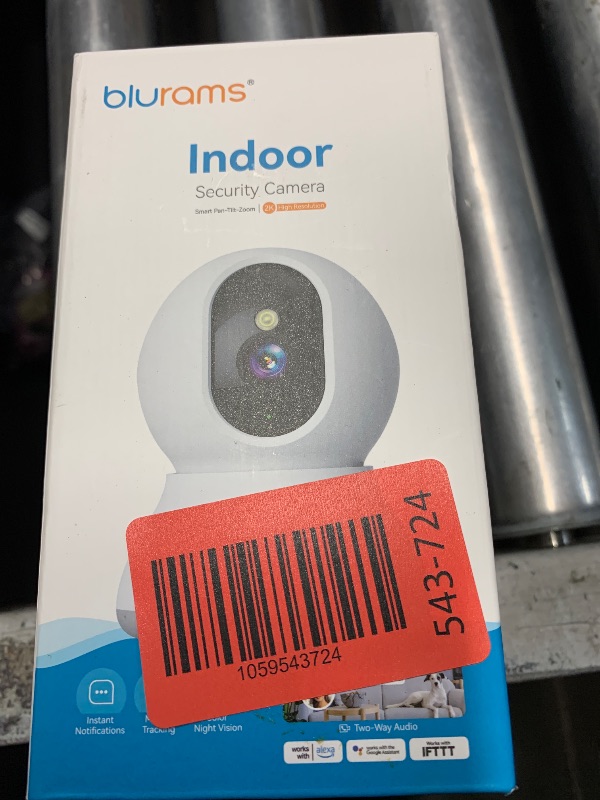 blurams®
Indoor
Security Camera
Smart Pan-Tilt-Zoom | 2K High Resolution
543-724
1059543724
Instant
Notifications
Tracking
Night Vision
Two-Way Audio
works
with
alexa
works with the
Google Assistant
Works with
IFTTT